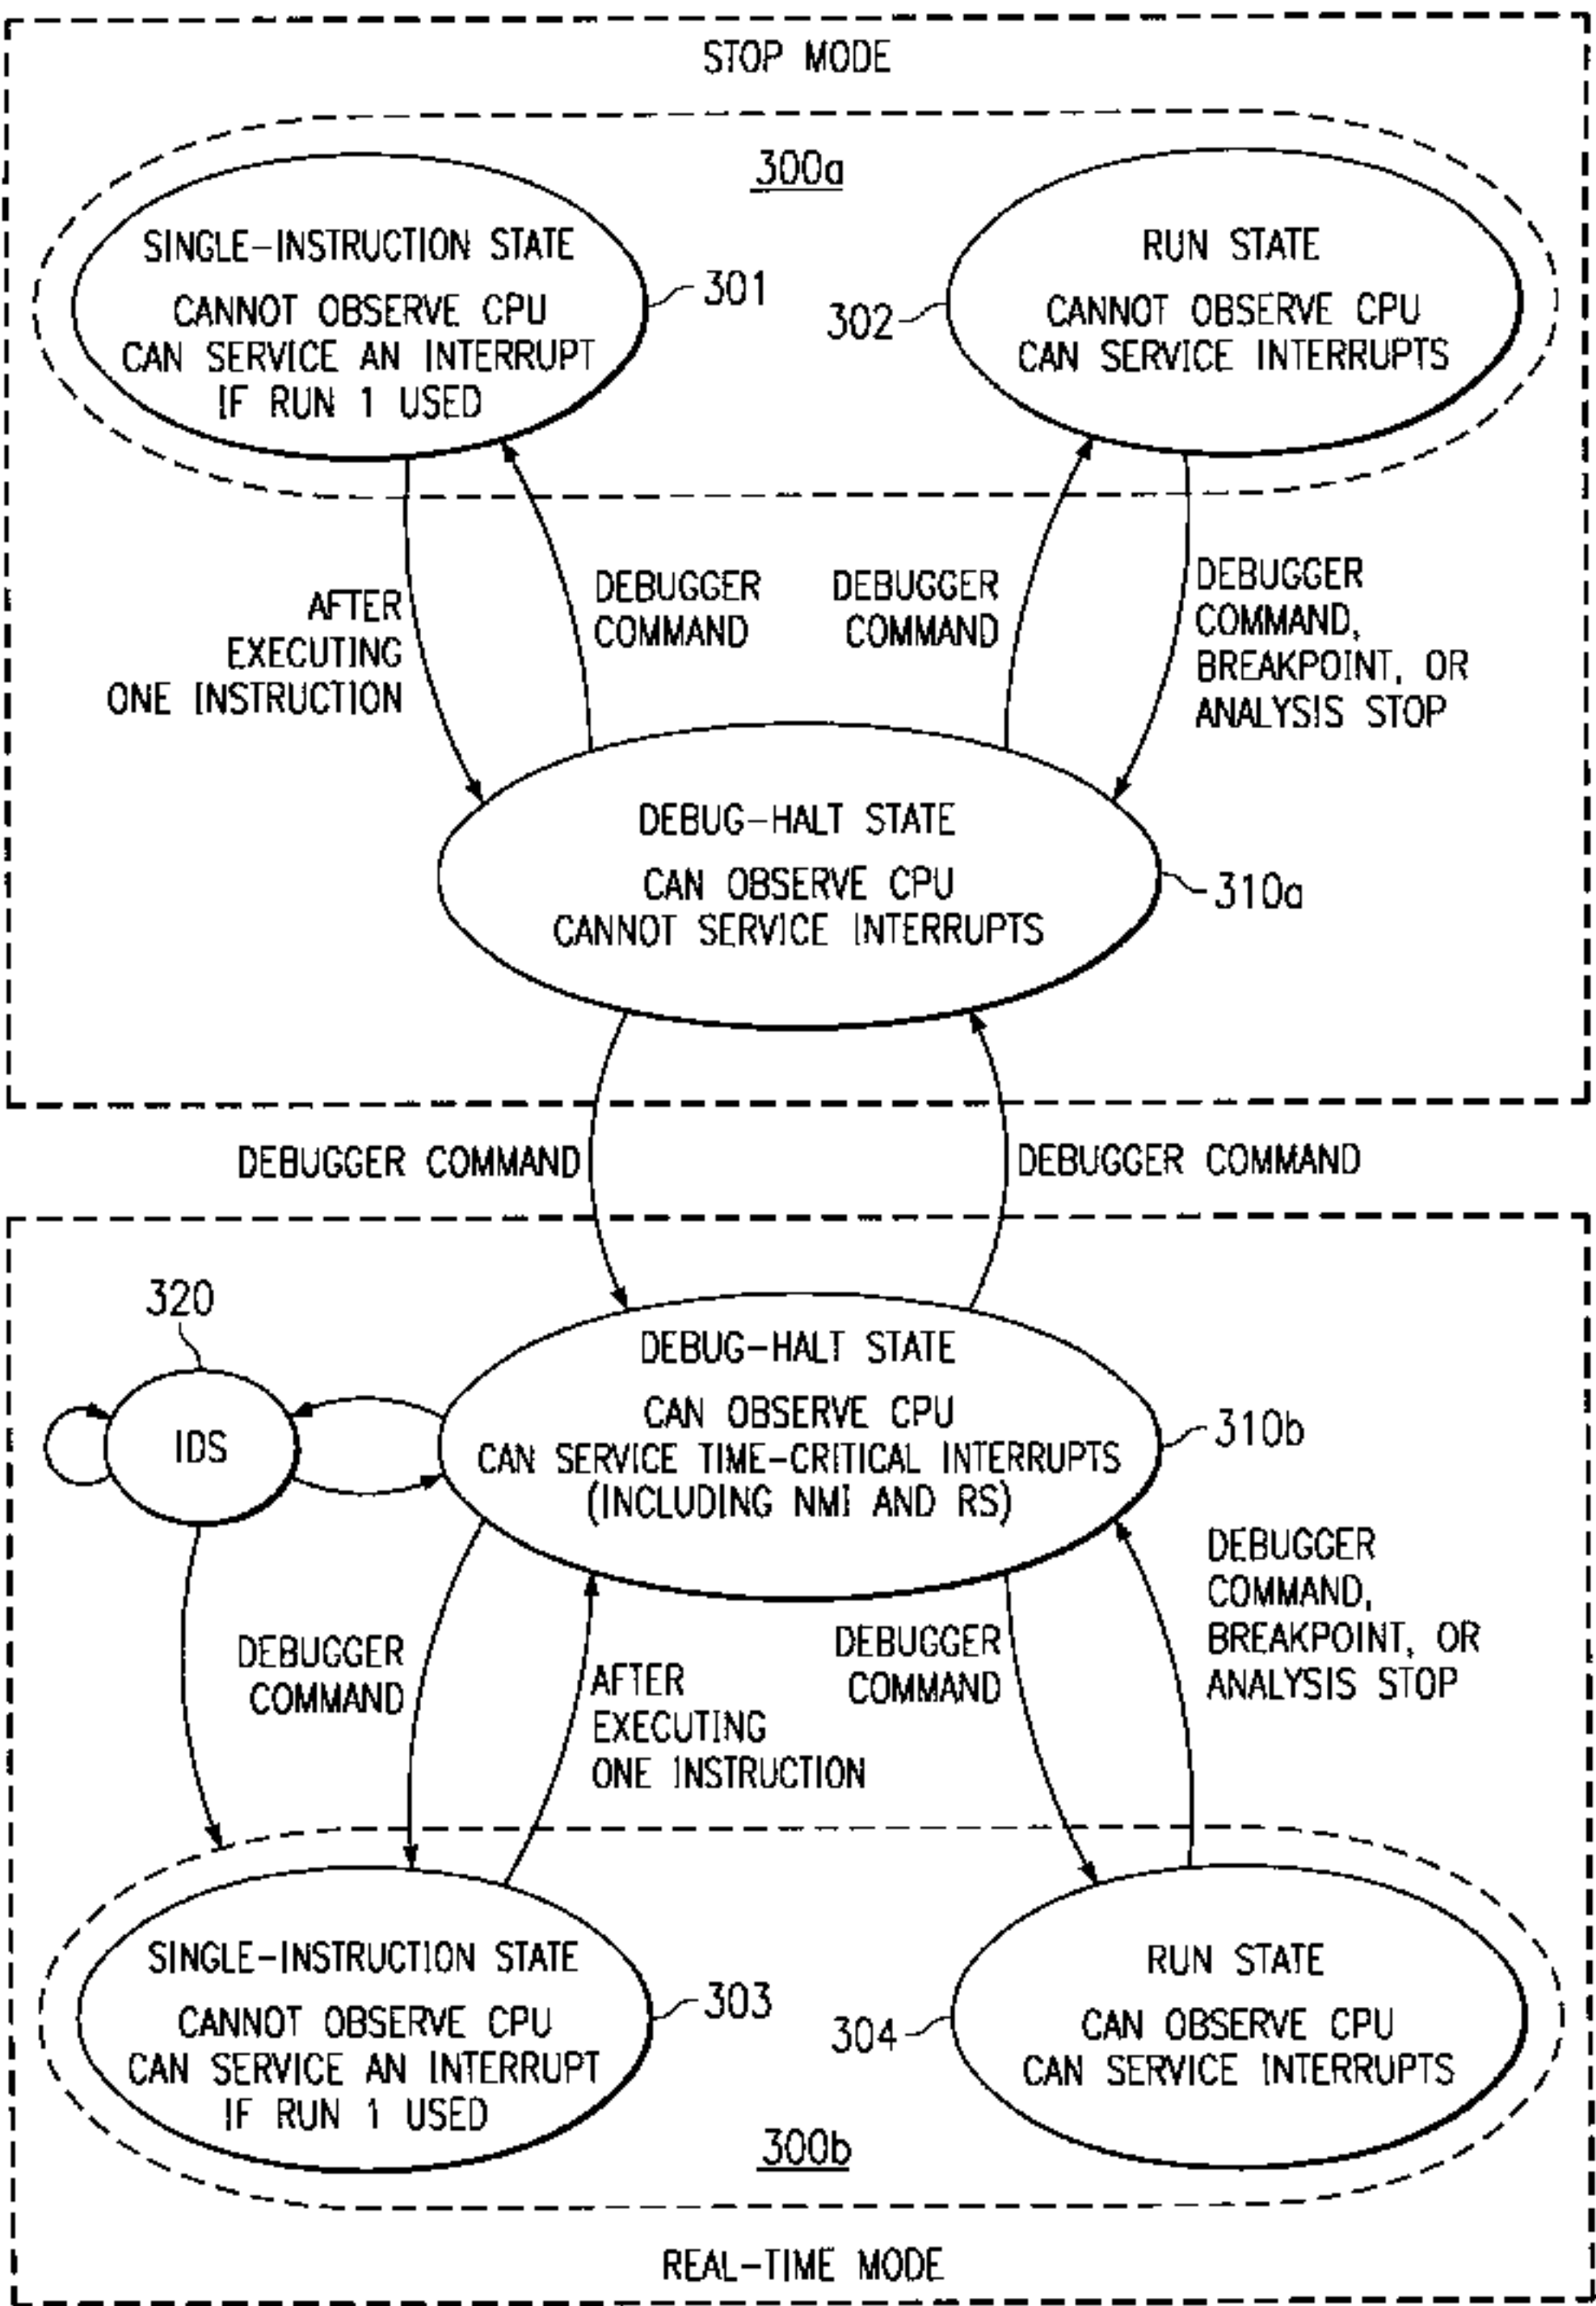 STOP MODE
300a
SINGLE-INSTRUCTION STATE
CANNOT OBSERVE CPU
CAN SERVICE AN INTERRUPT
IF RUN 1 USED
301
302
RUN STATE
CANNOT OBSERVE CPU
CAN SERVICE INTERRUPTS
AFTER
EXECUTING
ONE INSTRUCTION
DEBUGGER
COMMAND
DEBUGGER
COMMAND
DEBUGGER
COMMAND,
BREAKPOINT, OR
ANALYSIS STOP
DEBUG-HALT STATE
CAN OBSERVE CPU
CANNOT SERVICE INTERRUPTS
310a
DEBUGGER COMMAND
DEBUGGER COMMAND
320
IDS
DEBUG-HALT STATE
CAN OBSERVE CPU
CAN SERVICE TIME-CRITICAL INTERRUPTS
(INCLUDING NMI AND RS)
310b
DEBUGGER
COMMAND
AFTER
EXECUTING
ONE INSTRUCTION
DEBUGGER
COMMAND
DEBUGGER
COMMAND,
BREAKPOINT, OR
ANALYSIS STOP
SINGLE-INSTRUCTION STATE
CANNOT OBSERVE CPU
CAN SERVICE AN INTERRUPT
IF RUN 1 USED
303
304
RUN STATE
CAN OBSERVE CPU
CAN SERVICE INTERRUPTS
300b
REAL-TIME MODE